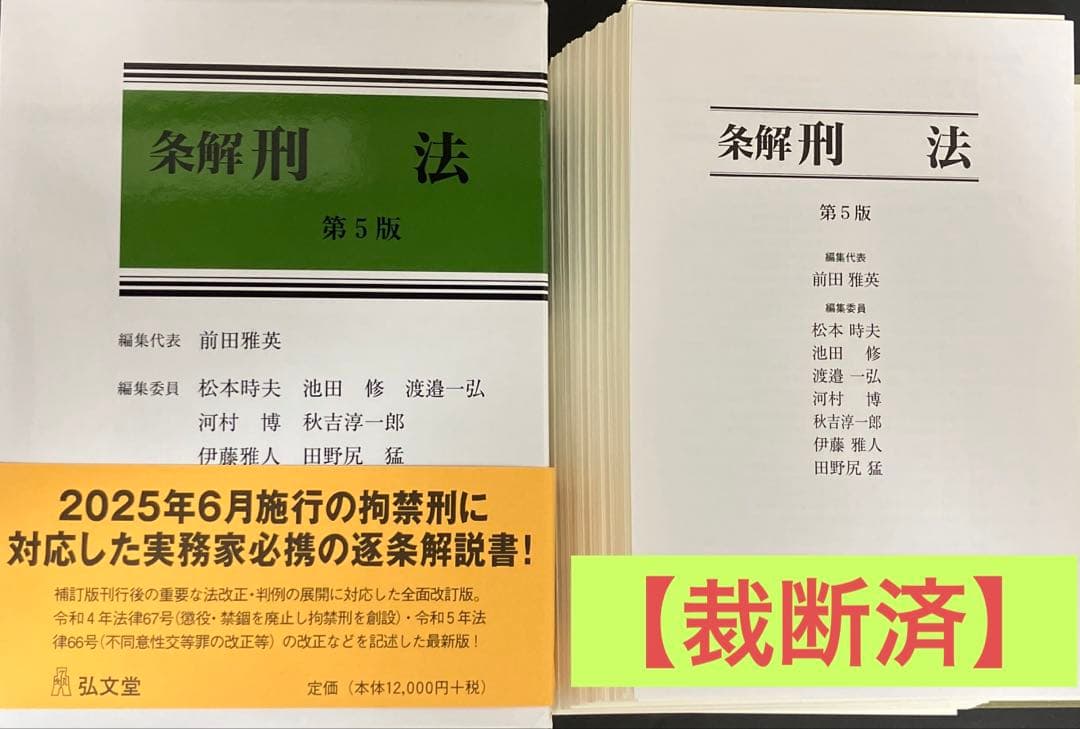 条解刑 法
第5版
編集代表 前田雅英
編集委員 松本時夫 池田 修 渡邉一弘
河村 博 秋吉淳一郎
伊藤雅人 田野尻 猛
2025年6月施行の拘禁刑に
対応した実務家必携の逐条解説書!
補訂版刊行後の重要な法改正・判例の展開に対応した全面改訂版。
令和4年法律67号(懲役・禁錮を廃止し拘禁刑を創設)・令和5年法
律66号(不同意性交等罪の改正等)の改正などを記述した最新版!
弘文堂
定価(本体12,000円+税)
条解刑 法
第5版
編集代表
前田 雅英
編集委員
松本 時夫
池田 修
渡邉 一弘
河村 博
秋吉淳一郎
伊藤 雅人
田野尻 猛
【裁断済】